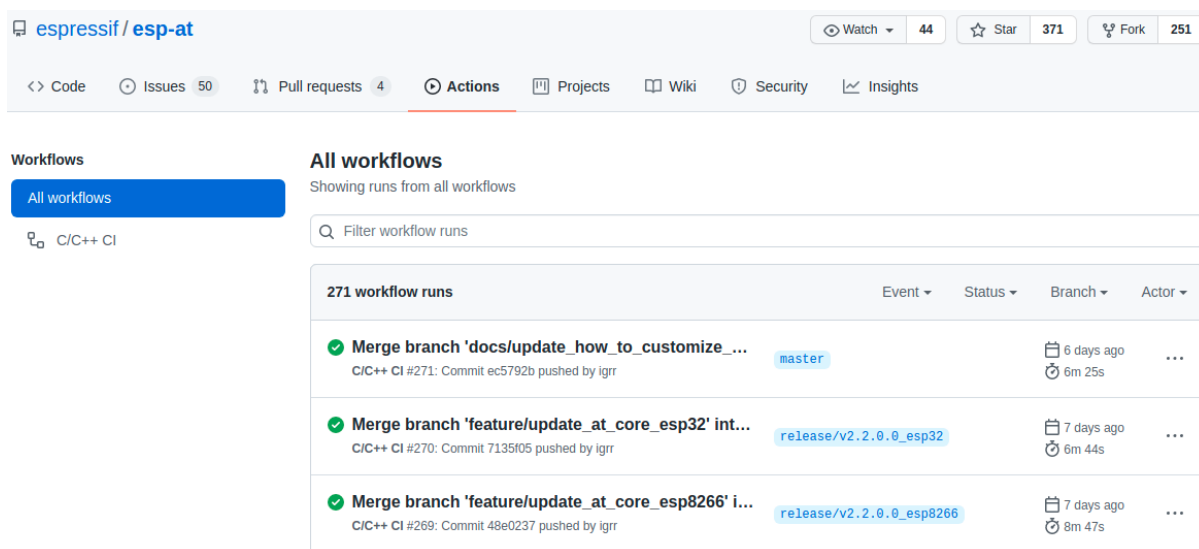 espressif / esp-at
Watch 44 Star 371 Fork 251
Code Issues 50 Pull requests 4 Actions Projects Wiki Security Insights
Workflows
All workflows
C/C++ CI
All workflows
Showing runs from all workflows
Filter workflow runs
271 workflow runs Event Status Branch Actor
Merge branch 'docs/update_how_to_customize_... master 6 days ago
C/C++ CI #271: Commit ec5792b pushed by igrr 6m 25s
Merge branch 'feature/update_at_core_esp32' int... release/v2.2.0.0_esp32 7 days ago
C/C++ CI #270: Commit 7135f05 pushed by igrr 6m 44s
Merge branch 'feature/update_at_core_esp8266' i... release/v2.2.0.0_esp8266 7 days ago
C/C++ CI #269: Commit 48e0237 pushed by igrr 8m 47s